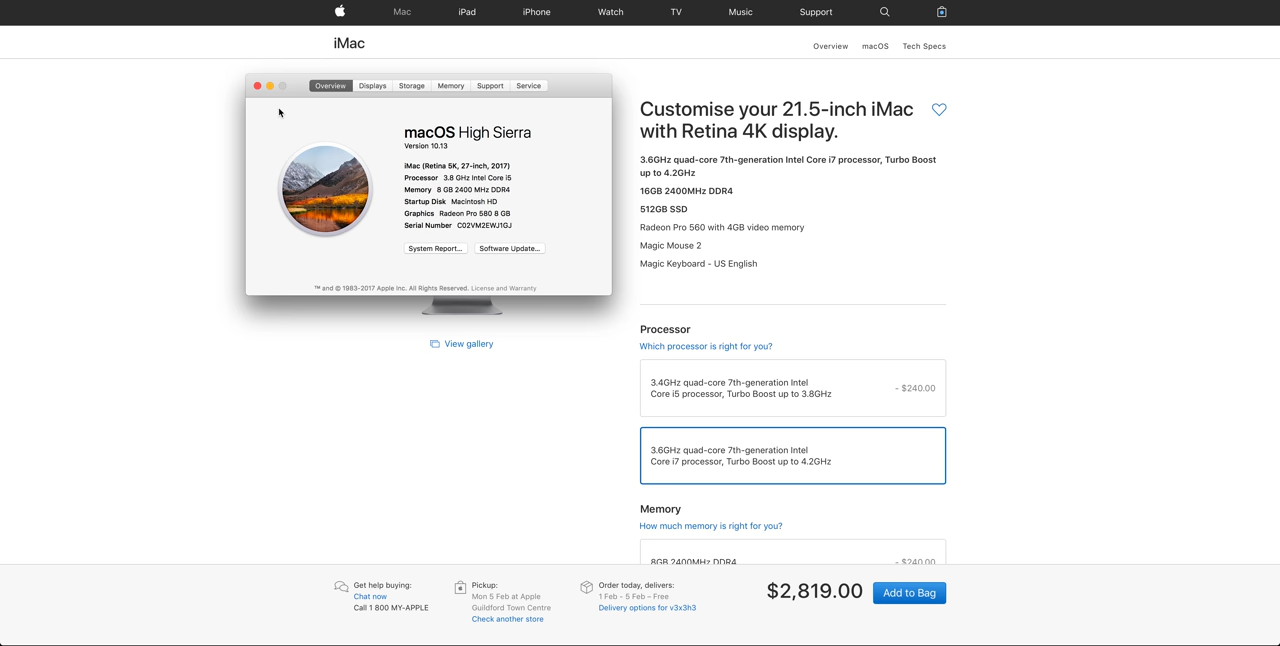 Mac iPad iPhone Watch TV Music Support
iMac
Overview macOS Tech Specs
Overview Displays Storage Memory Support Service
macOS High Sierra
Version 10.13
iMac (Retina 5K, 27-inch, 2017)
Processor 3.8 GHz Intel Core i5
Memory 8 GB 2400 MHz DDR4
Startup Disk Macintosh HD
Graphics Radeon Pro 580 8 GB
Serial Number C02VM2EWJ1GJ
System Report... Software Update...
™ and © 1983-2017 Apple Inc. All Rights Reserved. License and Warranty
View gallery
Customise your 21.5-inch iMac
with Retina 4K display.
3.6GHz quad-core 7th-generation Intel Core i7 processor, Turbo Boost
up to 4.2GHz
16GB 2400MHz DDR4
512GB SSD
Radeon Pro 560 with 4GB video memory
Magic Mouse 2
Magic Keyboard - US English
Processor
Which processor is right for you?
3.4GHz quad-core 7th-generation Intel
Core i5 processor, Turbo Boost up to 3.8GHz
- $240.00
3.6GHz quad-core 7th-generation Intel
Core i7 processor, Turbo Boost up to 4.2GHz
Memory
How much memory is right for you?
8GB 2400MHz DDR4 - $240.00
Get help buying:
Chat now
Call 1 800 MY-APPLE
Pickup:
Mon 5 Feb at Apple
Guildford Town Centre
Check another store
Order today, delivers:
1 Feb - 5 Feb – Free
Delivery options for v3x3h3
$2,819.00
Add to Bag